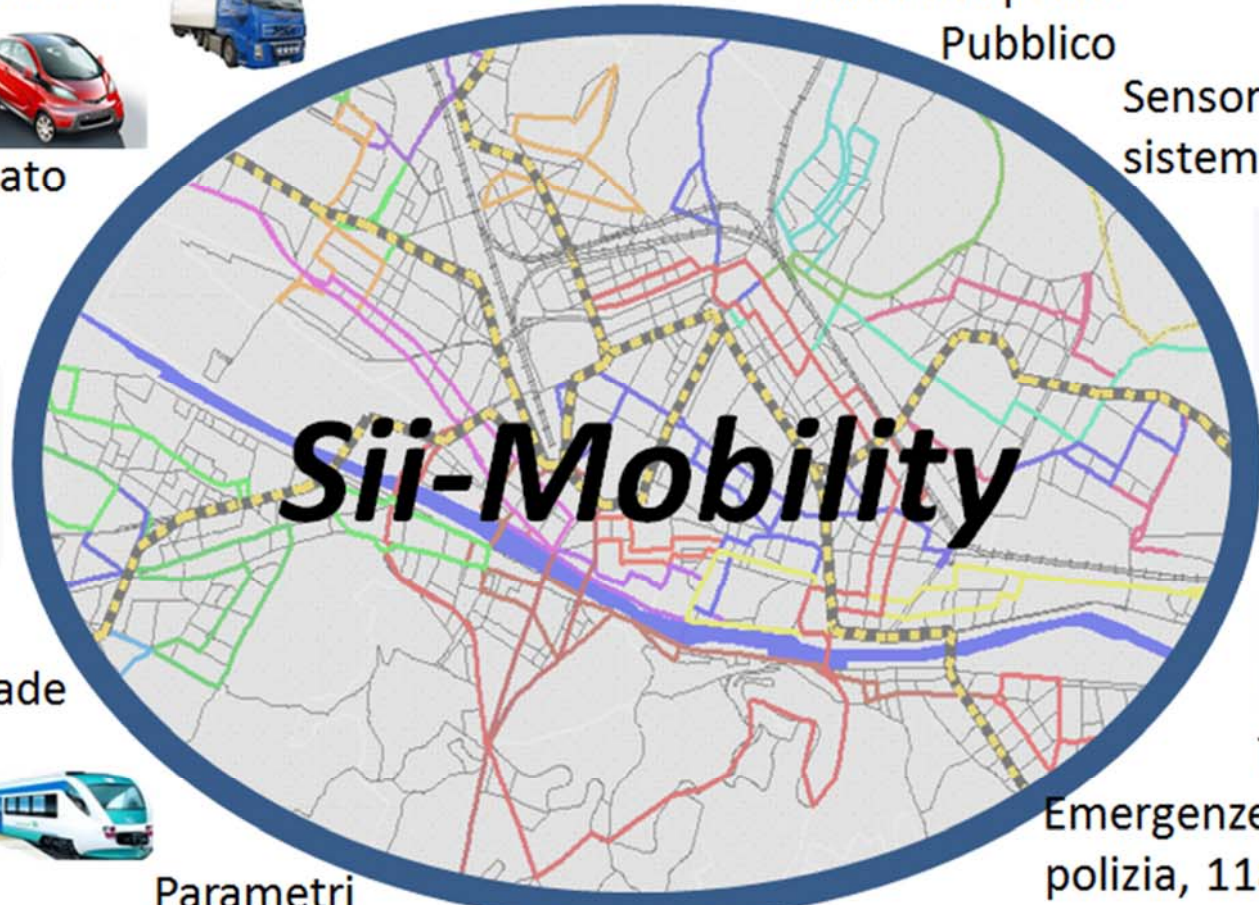 Pubblico
Sensor
sistem
ato
Sii-Mobility
ade
Emergenze
polizia, 11
Parametri